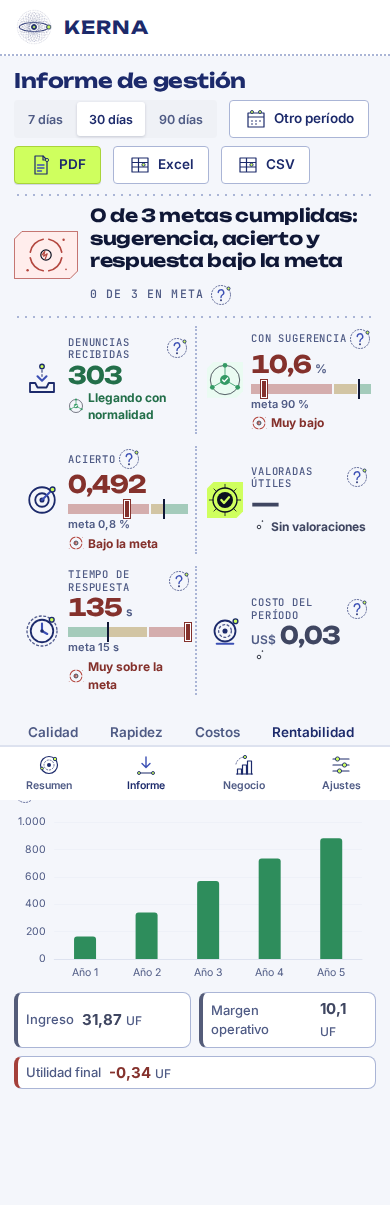 KERNA
Informe de gestión
7 días
30 días
90 días
Otro período
PDF
Excel
CSV
0 de 3 metas cumplidas:
sugerencia, acierto y
respuesta bajo la meta
0 DE 3 EN META ?
DENUNCIAS
RECIBIDAS
?
303
Llegando con
normalidad
CON SUGERENCIA ?
10,6 %
meta 90 %
Muy bajo
ACIERTO ?
0,492
meta 0,8 %
Bajo la meta
VALORADAS
ÚTILES
?
—
Sin valoraciones
TIEMPO DE
RESPUESTA
?
135 s
meta 15 s
Muy sobre la
meta
COSTO DEL
PERÍODO
?
US$ 0,03
Calidad
Rapidez
Costos
Rentabilidad
Resumen
Informe
Negocio
Ajustes
1.000
800
600
400
200
0
Año 1
Año 2
Año 3
Año 4
Año 5
Ingreso 31,87 UF
Margen
operativo
10,1
UF
Utilidad final -0,34 UF